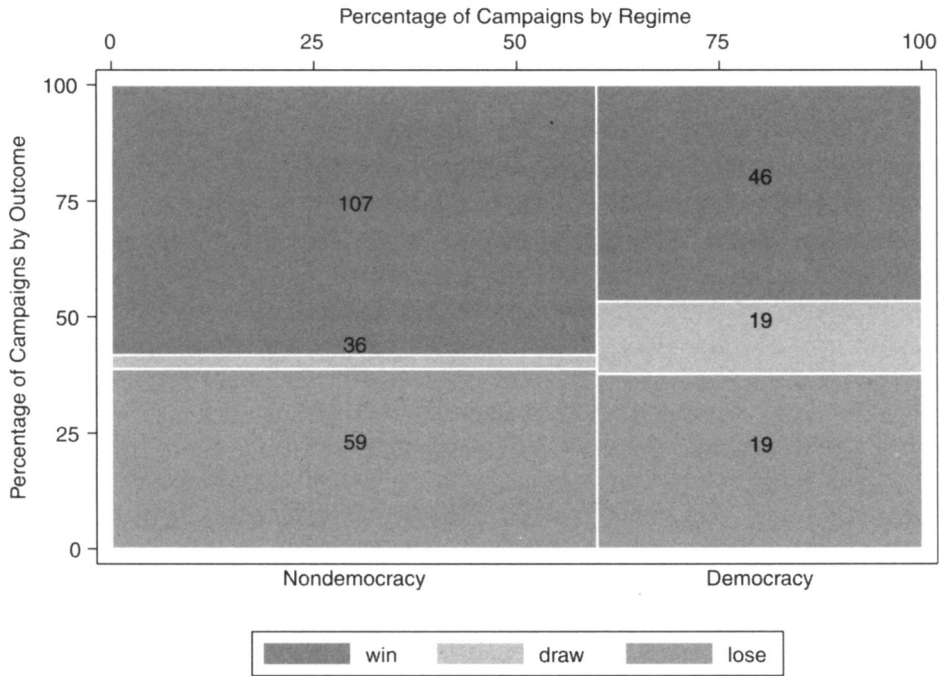 Percentage of Campaigns by Regime
0 25 50 75 100
Percentage of Campaigns by Outcome
100
75
50
25
0
107
46
36
19
59
19
Nondemocracy Democracy
win draw lose